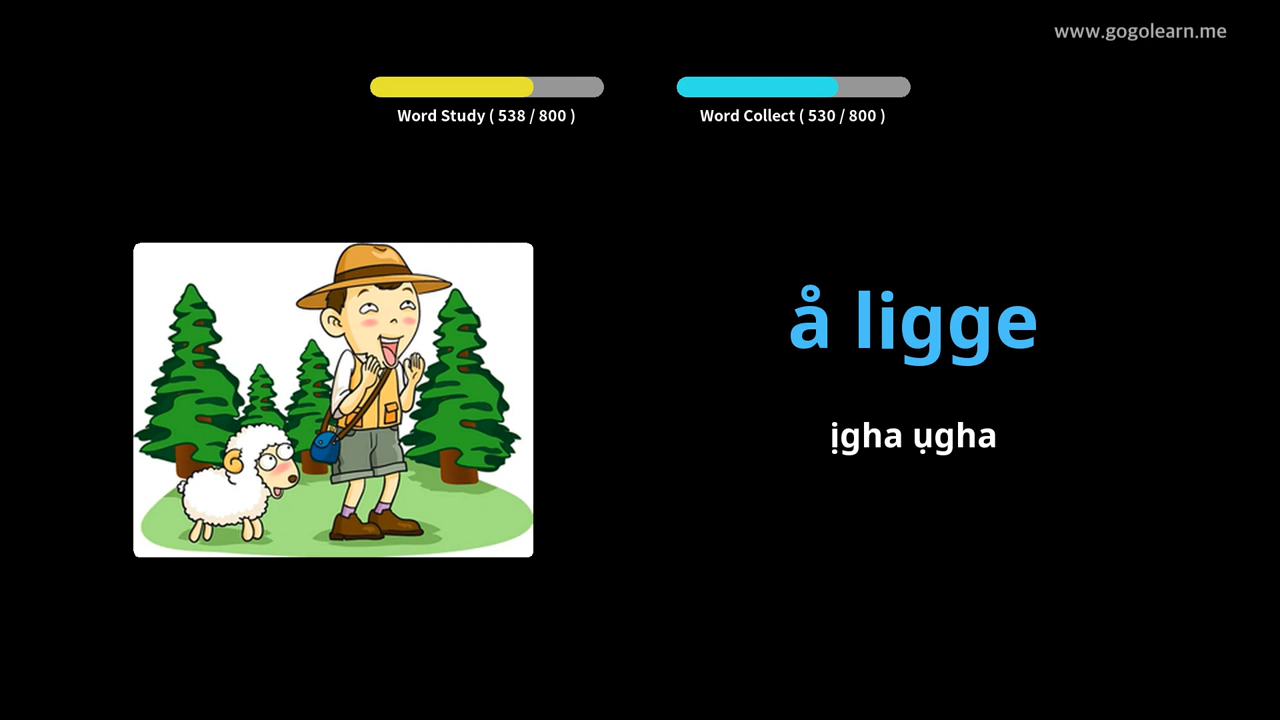 www.gogolearn.me
Word Study ( 538 / 800 )
Word Collect ( 530 / 800 )
å ligge
ịgha ụgha